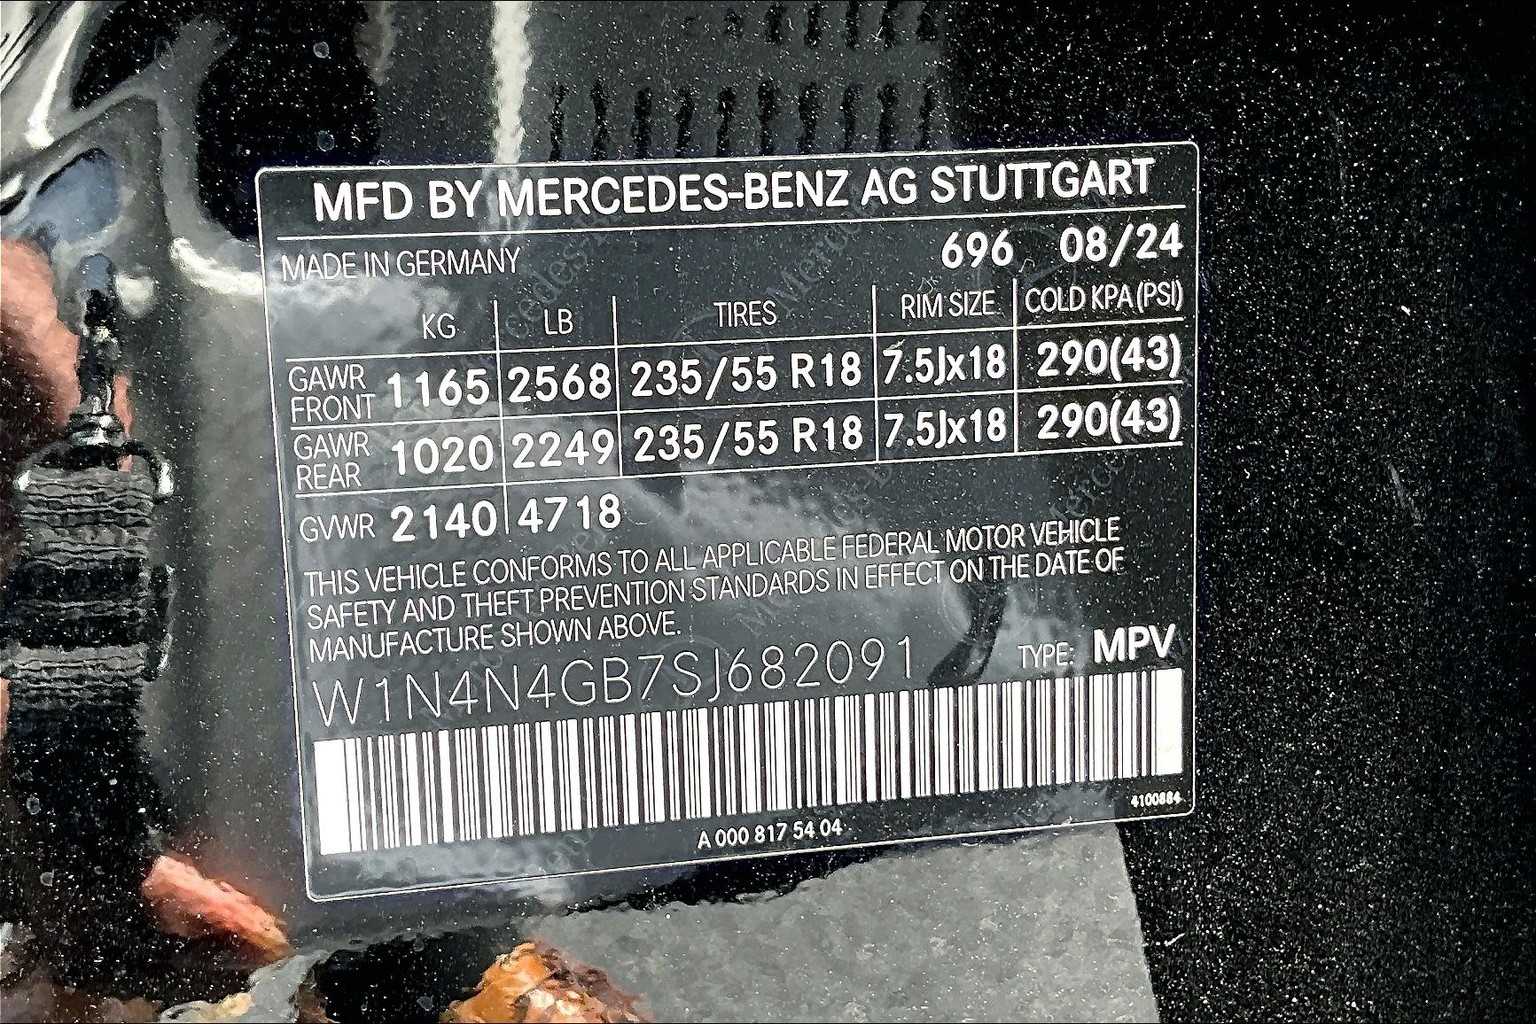 MFD BY MERCEDES-BENZ AG STUTTGART
MADE IN GERMANY 696 08/24
KG LB TIRES RIM SIZE COLD KPA(PSI)
GAWR FRONT 1165 2568 235/55 R18 7.5Jx18 290(43)
GAWR REAR 1020 2249 235/55 R18 7.5Jx18 290(43)
GVWR 2140 4718
THIS VEHICLE CONFORMS TO ALL APPLICABLE FEDERAL MOTOR VEHICLE
SAFETY AND THEFT PREVENTION STANDARDS IN EFFECT ON THE DATE OF
MANUFACTURE SHOWN ABOVE.
W1N4N4GB7SJ682091 TYPE: MPV
4100884
A 000 817 54 04